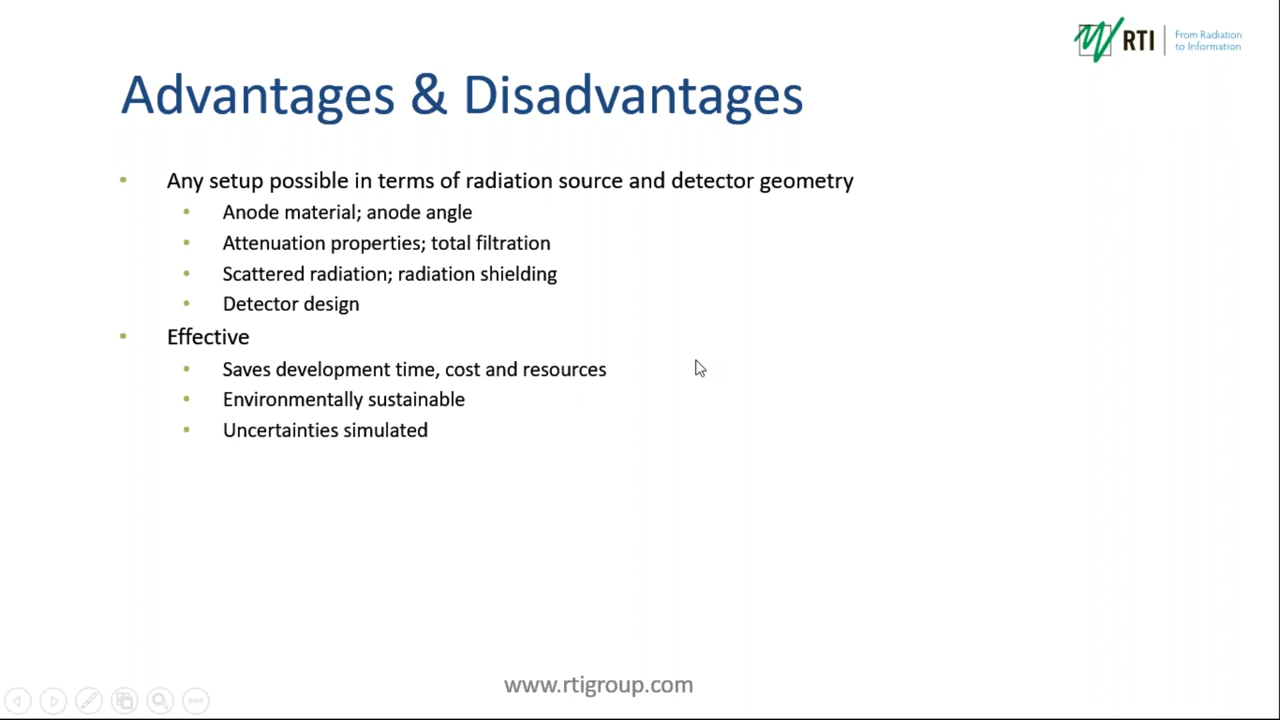 RTI
From Radiation
to Information
Advantages & Disadvantages
Any setup possible in terms of radiation source and detector geometry
Anode material; anode angle
Attenuation properties; total filtration
Scattered radiation; radiation shielding
Detector design
Effective
Saves development time, cost and resources
Environmentally sustainable
Uncertainties simulated
www.rtigroup.com